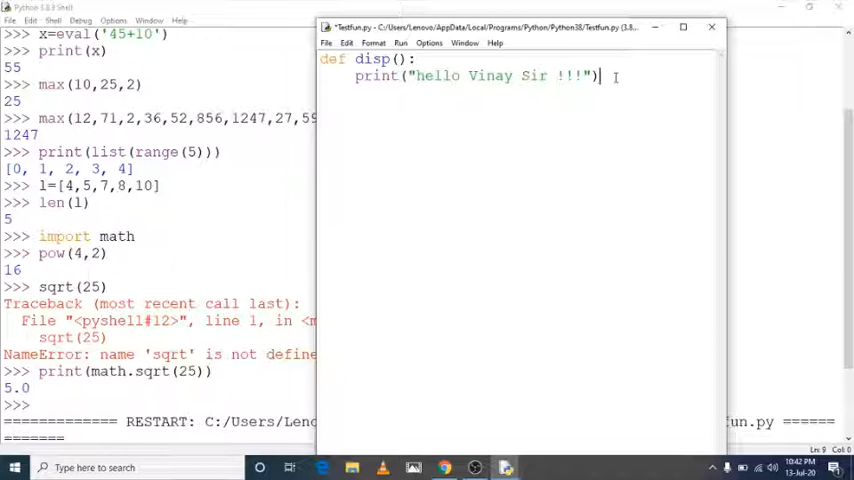 Python 3.8.3 Shell
File Edit Shell Debug Options Window Help
>>> x=eval('45+10')
>>> print(x)
55
>>> max(10,25,2)
25
>>> max(12,71,2,36,52,856,1247,27,59
1247
>>> print(list(range(5)))
[0, 1, 2, 3, 4]
>>> l=[4,5,7,8,10]
>>> len(l)
5
>>> import math
>>> pow(4,2)
16
>>> sqrt(25)
Traceback (most recent call last):
File "<pyshell#12>", line 1, in <m
sqrt(25)
NameError: name 'sqrt' is not define
>>> print(math.sqrt(25))
5.0
>>>
============= RESTART: C:/Users/Leno
fun.py ======
=======
*Testfun.py - C:/Users/Lenovo/AppData/Local/Programs/Python/Python38/Testfun.py (3.8...
File Edit Format Run Options Window Help
def disp():
print("hello Vinay Sir !!!")
Ln: 9 Col: 0
Type here to search
10:42 PM
13-Jul-20